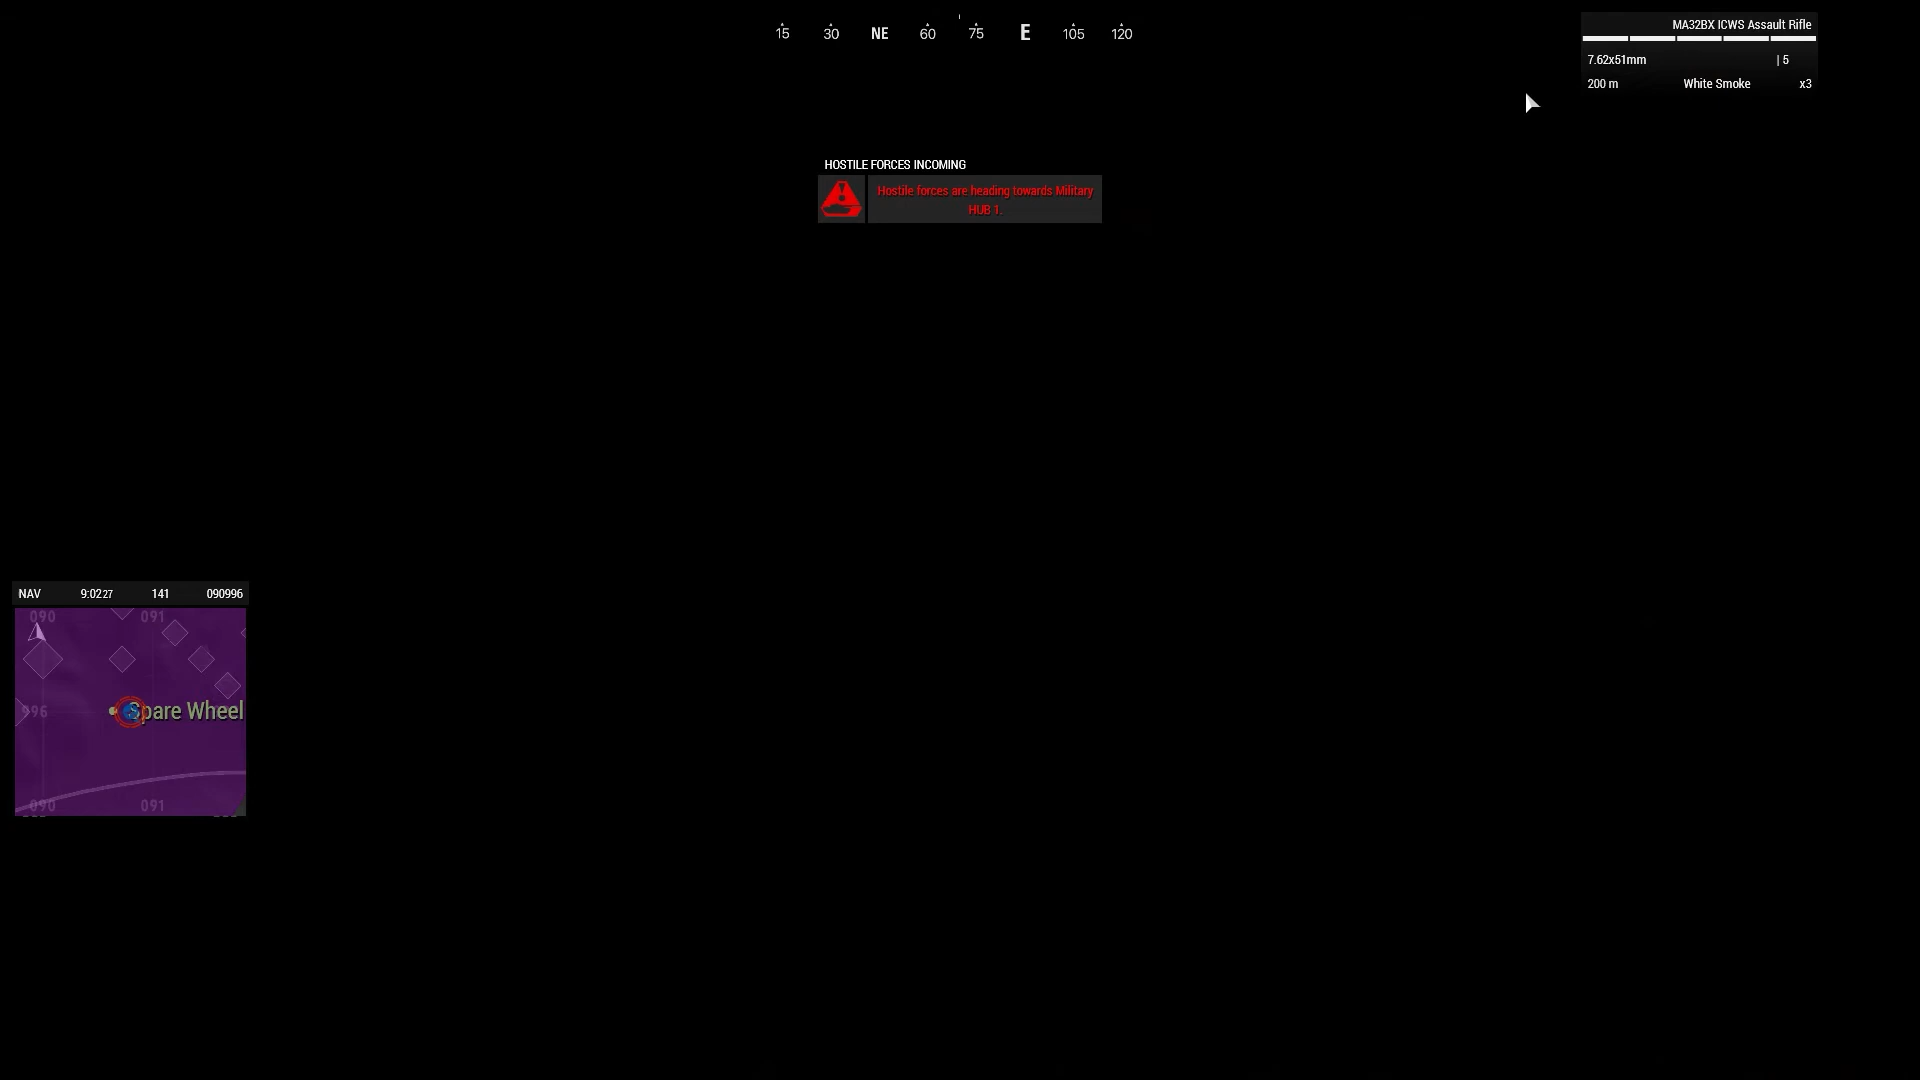 15 30 NE 60 75 E 105 120
MA32BX ICWS Assault Rifle
7.62x51mm | 5
200 m White Smoke x3
HOSTILE FORCES INCOMING
Hostile forces are heading towards Military
HUB 1.
NAV 9:02 27 141 090996
090 091
996 Spare Wheel
090 091